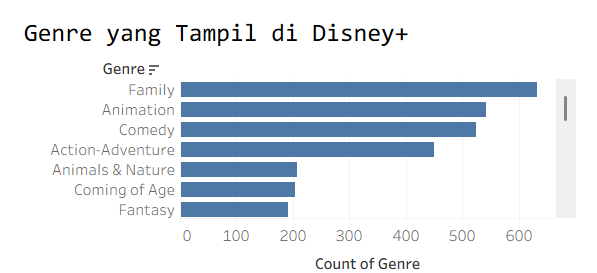 Genre yang Tampil di Disney+
Genre
Family
Animation
Comedy
Action-Adventure
Animals & Nature
Coming of Age
Fantasy
0 100 200 300 400 500 600
Count of Genre